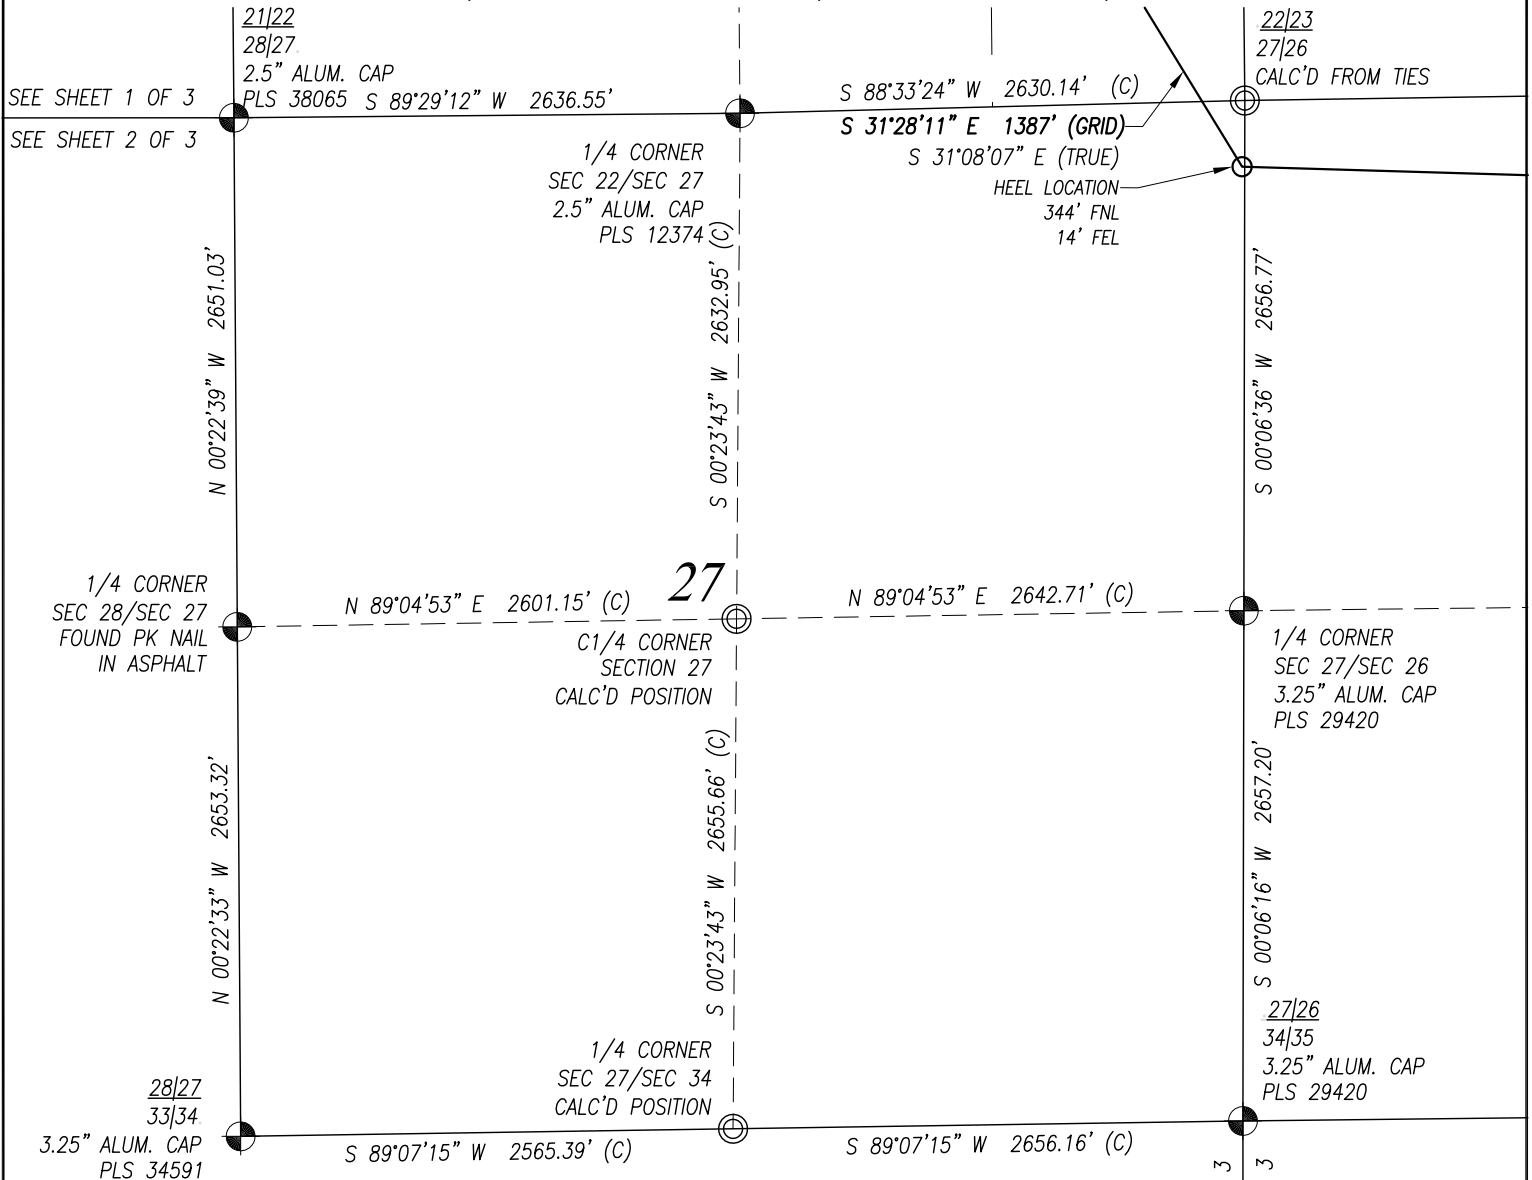 21|22
28|27
2.5" ALUM. CAP
PLS 38065
SEE SHEET 1 OF 3
SEE SHEET 2 OF 3
S 89°29'12" W 2636.55'
S 88°33'24" W 2630.14' (C)
S 31°28'11" E 1387' (GRID)
S 31°08'07" E (TRUE)
HEEL LOCATION
344' FNL
14' FEL
22|23
27|26
CALC'D FROM TIES
1/4 CORNER
SEC 22/SEC 27
2.5" ALUM. CAP
PLS 12374
N 00°22'39" W 2651.03'
S 00°23'43" W 2632.95' (C)
S 00°06'36" W 2656.77'
1/4 CORNER
SEC 28/SEC 27
FOUND PK NAIL
IN ASPHALT
N 89°04'53" E 2601.15' (C)
27
N 89°04'53" E 2642.71' (C)
C1/4 CORNER
SECTION 27
CALC'D POSITION
1/4 CORNER
SEC 27/SEC 26
3.25" ALUM. CAP
PLS 29420
N 00°22'33" W 2653.32'
S 00°23'43" W 2655.66' (C)
S 00°06'16" W 2657.20'
27|26
34|35
3.25" ALUM. CAP
PLS 29420
1/4 CORNER
SEC 27/SEC 34
CALC'D POSITION
28|27
33|34
3.25" ALUM. CAP
PLS 34591
S 89°07'15" W 2565.39' (C)
S 89°07'15" W 2656.16' (C)
3
3